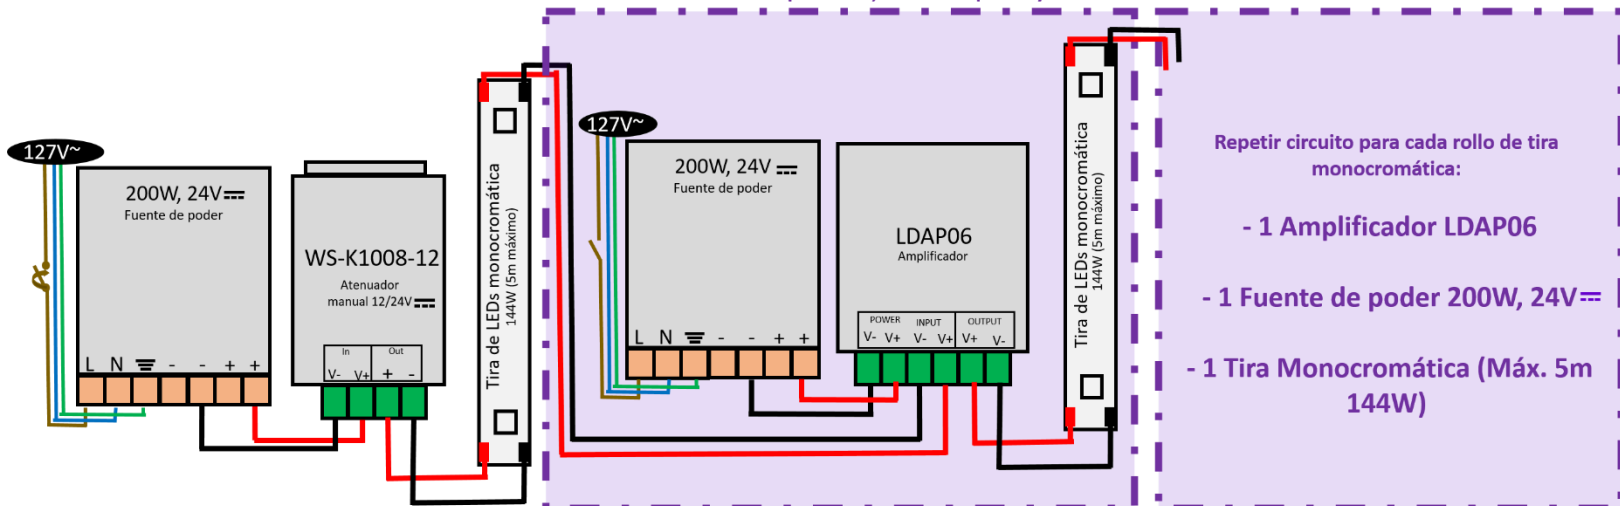 127V~
200W, 24V
Fuente de poder
L N - - + +
WS-K1008-12
Atenuador
manual 12/24V
In Out
V- V+ + -
Tira de LEDs monocromática
144W (5m máximo)
127V~
200W, 24V
Fuente de poder
L N - - + +
LDAP06
Amplificador
POWER INPUT OUTPUT
V- V+ V- V+ V+ V-
Tira de LEDs monocromática
144W (5m máximo)
Repetir circuito para cada rollo de tira
monocromática:
- 1 Amplificador LDAP06
- 1 Fuente de poder 200W, 24V
- 1 Tira Monocromática (Máx. 5m
144W)